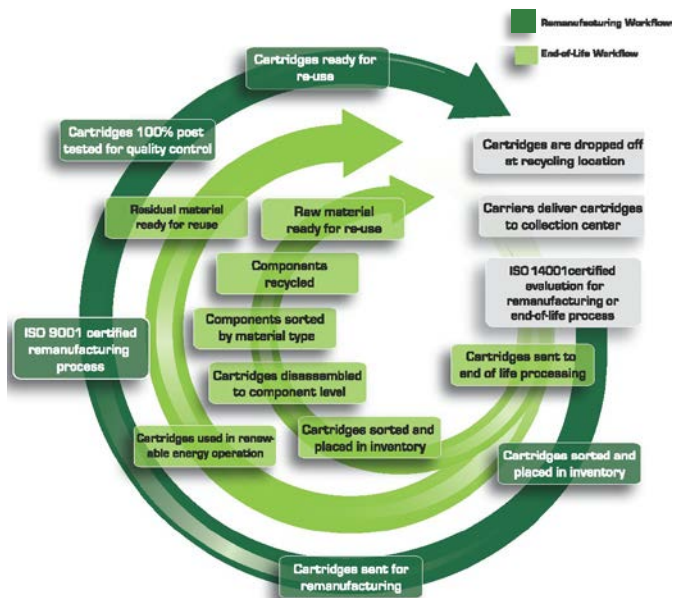 Remanufacturing Workflow
End-of-Life Workflow
Cartridges ready for
re-use
Cartridges 100% post
tested for quality control
Cartridges are dropped off
at recycling location
Residual material
ready for reuse
Raw material
ready for re-use
Carriers deliver cartridges
to collection center
Components
recycled
ISO 14001certified
evaluation for
remanufacturing or
end-of-life process
ISO 9001 certified
remanufacturing
process
Components sorted
by material type
Cartridges sent to
end of life processing
Cartridges disassembled
to component level
Cartridges used in renew-
able energy operation
Cartridges sorted and
placed in inventory
Cartridges sorted and
placed in inventory
Cartridges sent for
remanufacturing